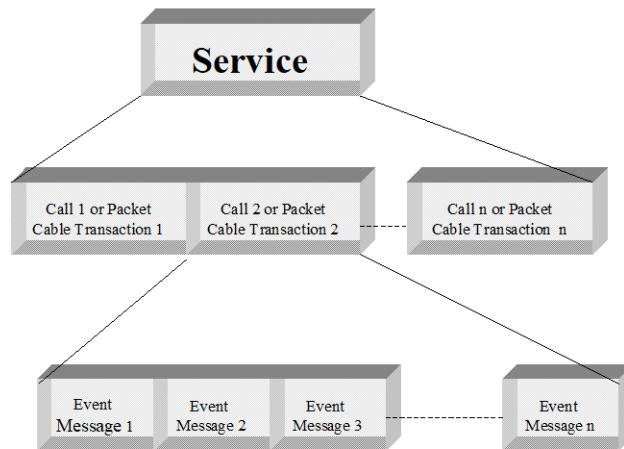 Service
Call 1 or Packet
Cable Transaction 1
Call 2 or Packet
Cable Transaction 2
Call n or Packet
Cable Transaction n
Event
Message 1
Event
Message 2
Event
Message 3
Event
Message n